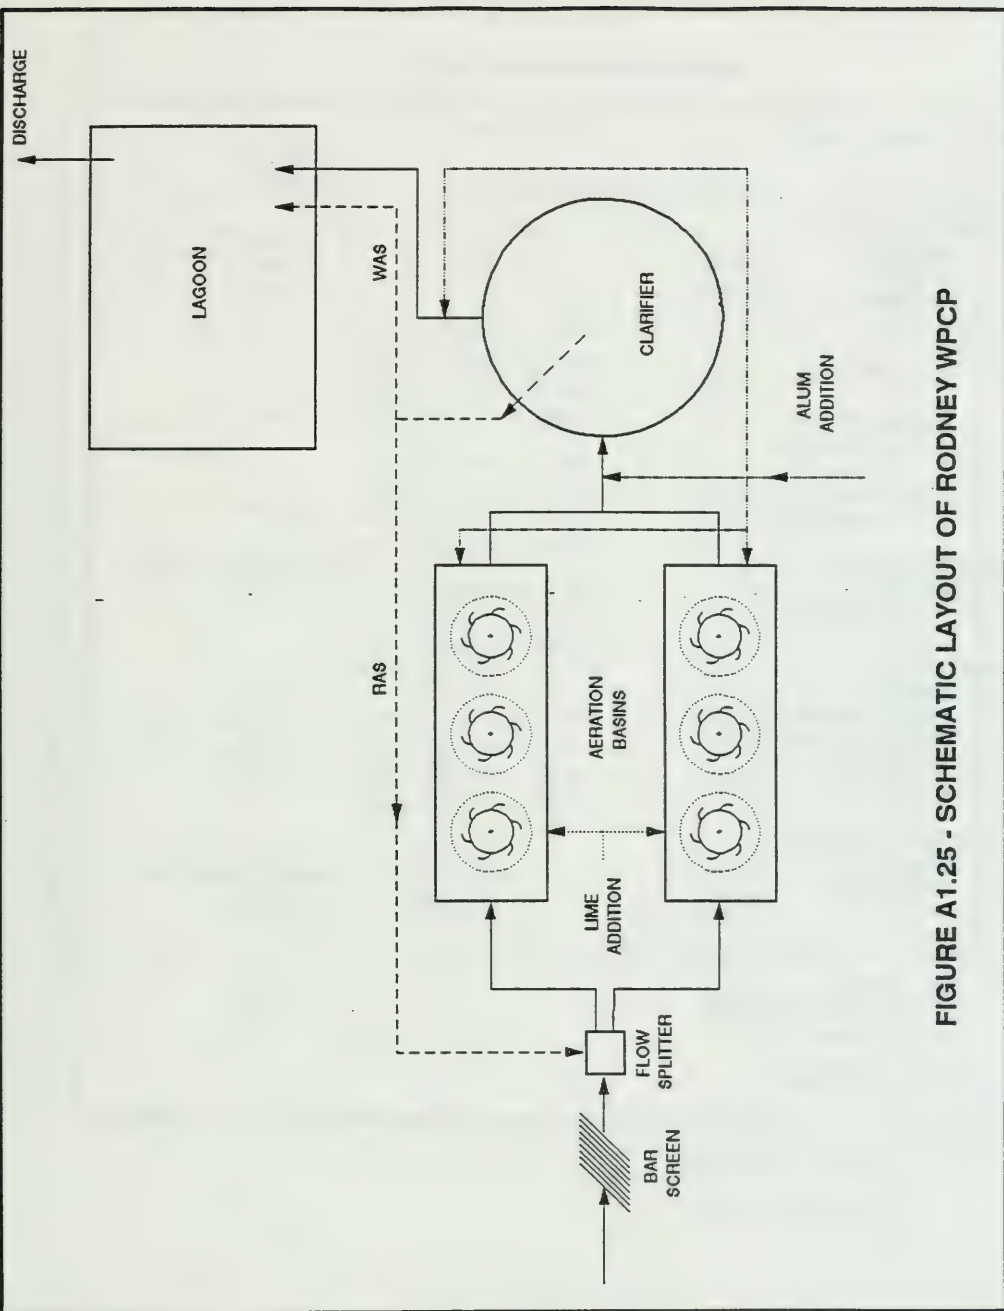 DISCHARGE
LAGOON
WAS
CLARIFIER
ALUM
ADDITION
RAS
AERATION
BASINS
LIME
ADDITION
FLOW
SPLITTER
BAR
SCREEN
FIGURE A1.25 - SCHEMATIC LAYOUT OF RODNEY WPCP